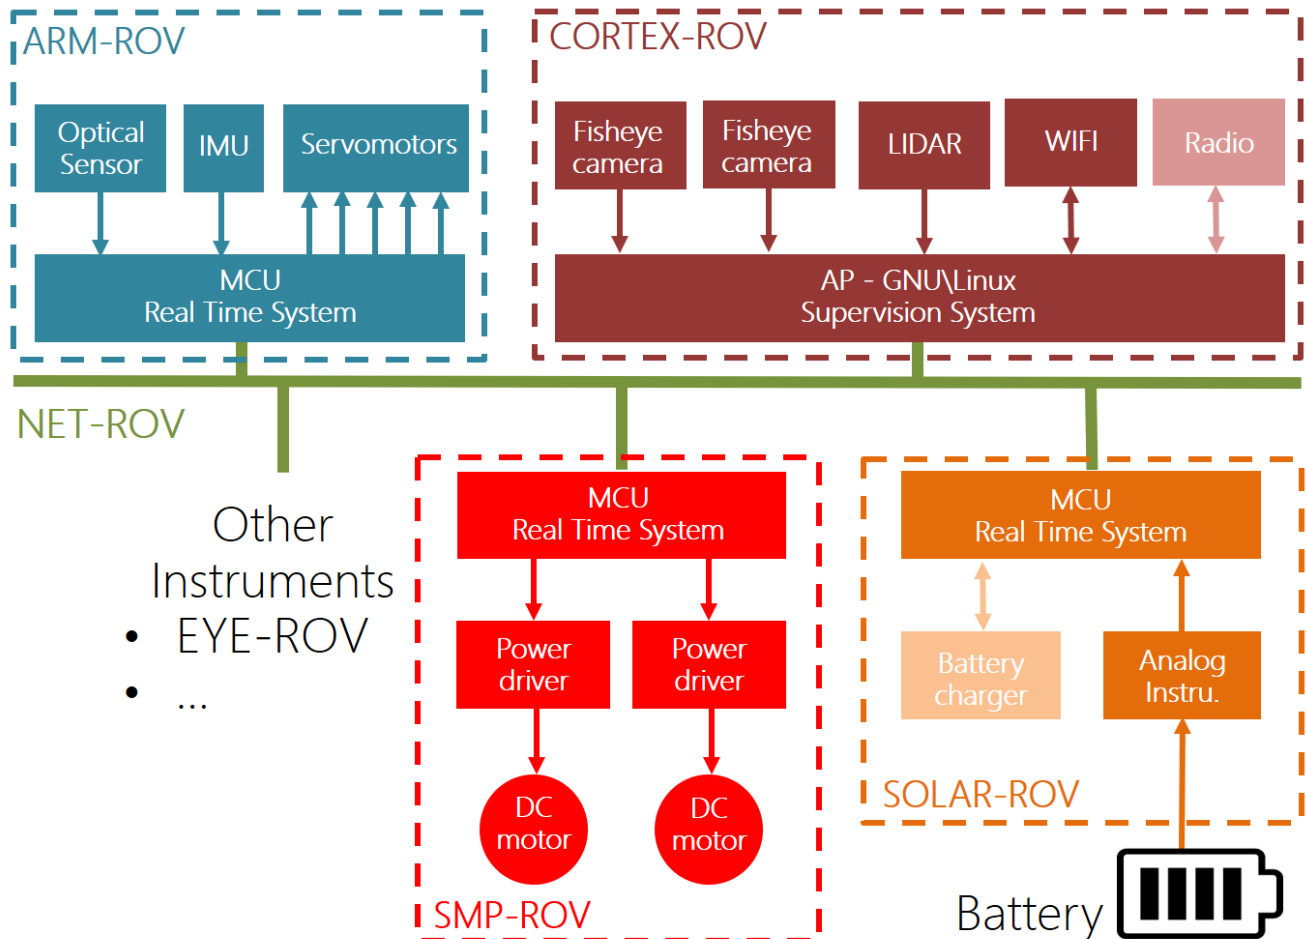 ARM-ROV
Optical
Sensor
IMU
Servomotors
MCU
Real Time System
CORTEX-ROV
Fisheye
camera
Fisheye
camera
LIDAR
WIFI
Radio
AP - GNU\Linux
Supervision System
NET-ROV
Other
Instruments
• EYE-ROV
• ...
MCU
Real Time System
Power
driver
Power
driver
DC
motor
DC
motor
SMP-ROV
MCU
Real Time System
Battery
charger
Analog
Instru.
SOLAR-ROV
Battery